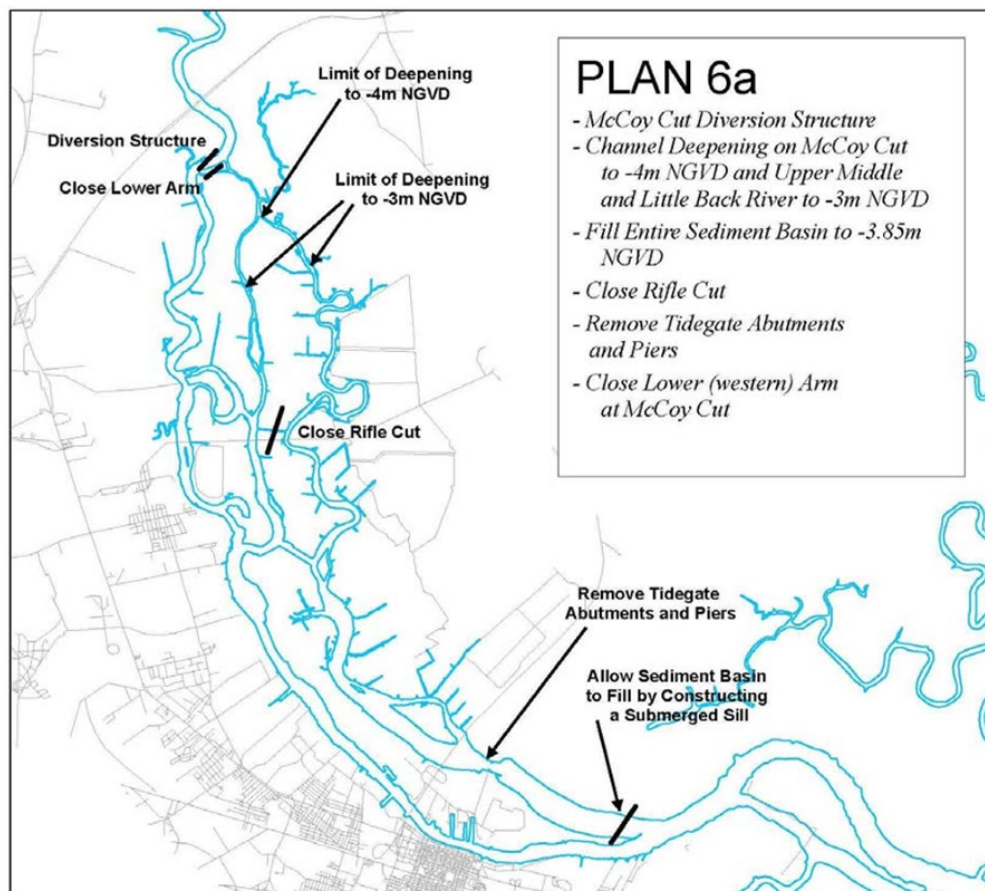 PLAN 6a
- McCoy Cut Diversion Structure
- Channel Deepening on McCoy Cut
to -4m NGVD and Upper Middle
and Little Back River to -3m NGVD
- Fill Entire Sediment Basin to -3.85m
NGVD
- Close Rifle Cut
- Remove Tidegate Abutments
and Piers
- Close Lower (western) Arm
at McCoy Cut
Limit of Deepening
to -4m NGVD
Diversion Structure
Close Lower Arm
Limit of Deepening
to -3m NGVD
Close Rifle Cut
Remove Tidegate
Abutments and Piers
Allow Sediment Basin
to Fill by Constructing
a Submerged Sill